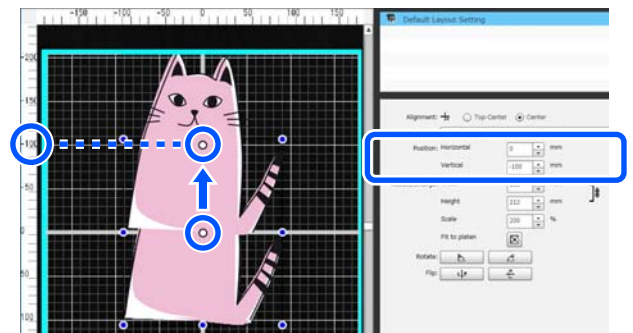 -150 -100 -50 0 50 100 150
Default Layout Setting
-200
-150
-100
-50
0
50
100
Alignment: Top Center Center
Position: Horizontal 0 mm
Vertical -100 mm
Height 212 mm
Scale 200 %
Fit to platen
Rotate:
Flip: